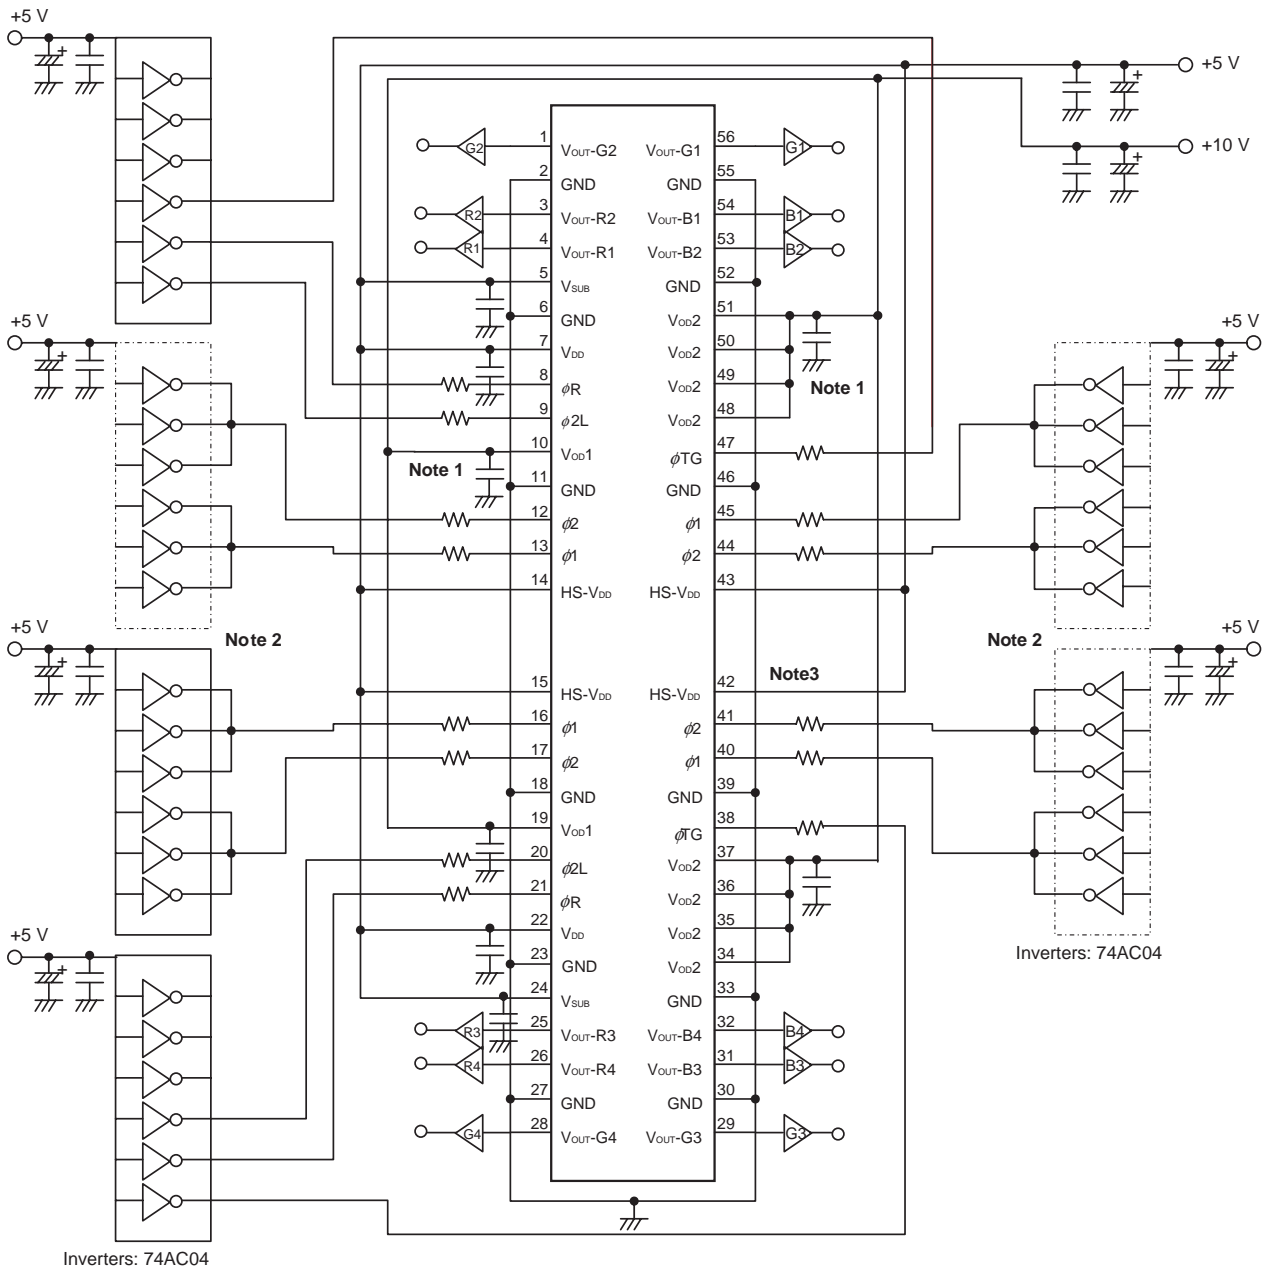 +5 V
+5 V
+10 V
G2 1 VOUT-G2 VOUT-G1 56 G1
2 GND GND 55
R2 3 VOUT-R2 VOUT-B1 54 B1
R1 4 VOUT-R1 VOUT-B2 53 B2
5 VSUB GND 52
6 GND VOD2 51
+5 V
+5 V
7 VDD VOD2 50
8 ϕR VOD2 49
Note 1
9 ϕ2L VOD2 48
10 VOD1 ϕTG 47
Note 1
11 GND GND 46
12 ϕ2 ϕ1 45
13 ϕ1 ϕ2 44
14 HS-VDD HS-VDD 43
+5 V
Note 2
Note 2
+5 V
Note3
15 HS-VDD HS-VDD 42
16 ϕ1 ϕ2 41
17 ϕ2 ϕ1 40
18 GND GND 39
19 VOD1 ϕTG 38
20 ϕ2L VOD2 37
21 ϕR VOD2 36
22 VDD VOD2 35
+5 V
23 GND VOD2 34
Inverters: 74AC04
24 VSUB GND 33
R3 25 VOUT-R3 VOUT-B4 32 B4
R4 26 VOUT-R4 VOUT-B3 31 B3
27 GND GND 30
G4 28 VOUT-G4 VOUT-G3 29 G3
Inverters: 74AC04